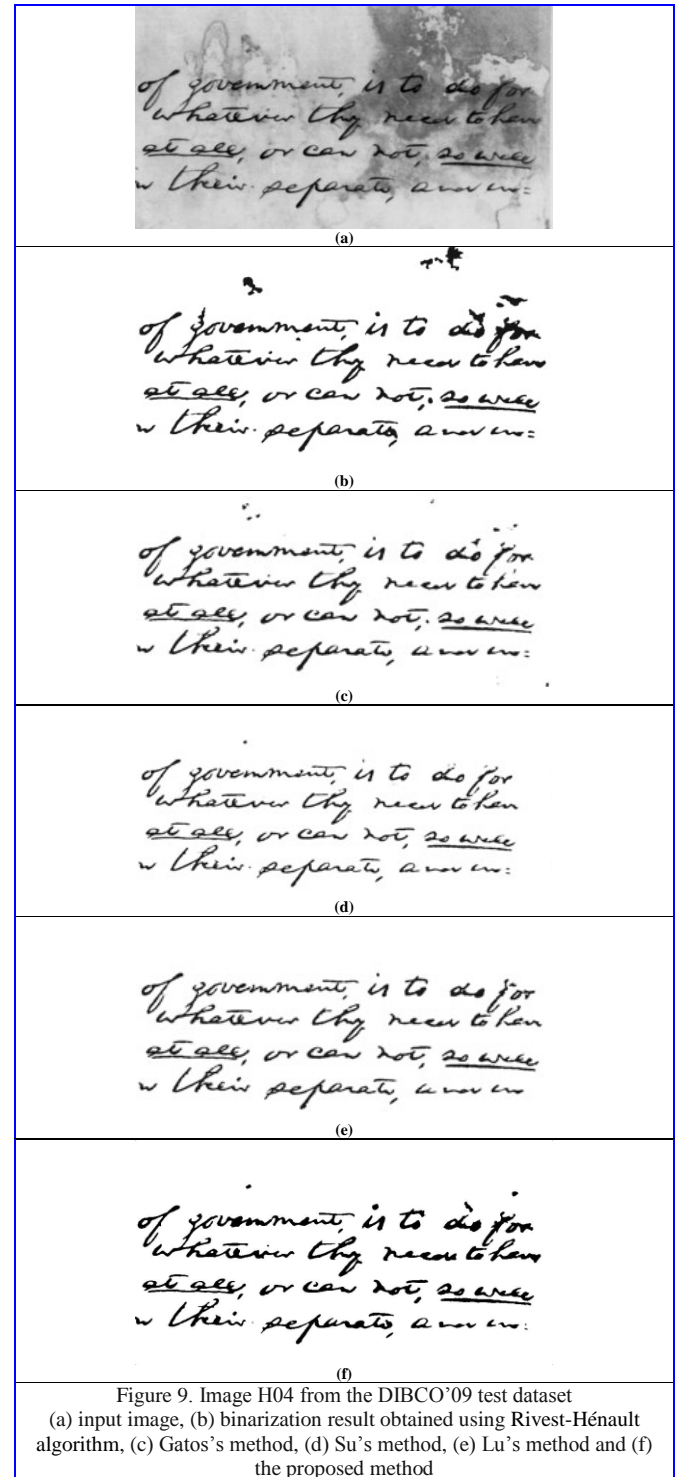 of government, is to do for
whatever they need to have
at all, or can not, so well
their separate, and in=
(a)
of government, is to do for
whatever they need to have
at all, or can not, so well
their separate, and in=
(b)
of government, is to do for
whatever they need to have
at all, or can not, so well
their separate, and in=
(c)
of government, is to do for
whatever they need to have
at all, or can not, so well
their separate, and in=
(d)
of government, is to do for
whatever they need to have
at all, or can not, so well
their separate, and in
(e)
of government, is to do for
whatever they need to have
at all, or can not, so well
their separate, and in=
(f)
Figure 9. Image H04 from the DIBCO’09 test dataset
(a) input image, (b) binarization result obtained using Rivest-Hénault
algorithm, (c) Gatos's method, (d) Su’s method, (e) Lu’s method and (f)
the proposed method